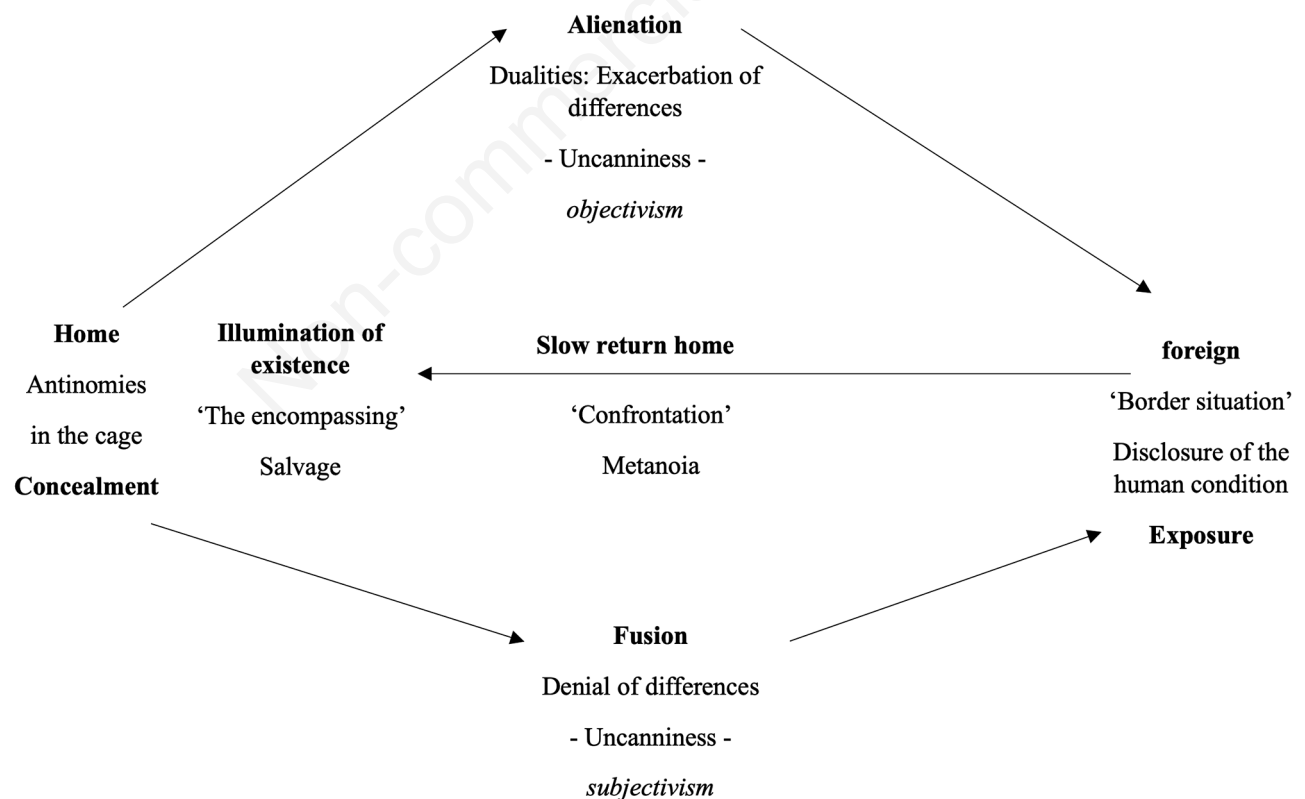 Alienation
Dualities: Exacerbation of
differences
- Uncanniness -
objectivism
Home
Antinomies
in the cage
Concealment
Illumination of
existence
‘The encompassing’
Salvage
Slow return home
‘Confrontation’
Metanoia
foreign
‘Border situation’
Disclosure of the
human condition
Exposure
Fusion
Denial of differences
- Uncanniness -
subjectivism